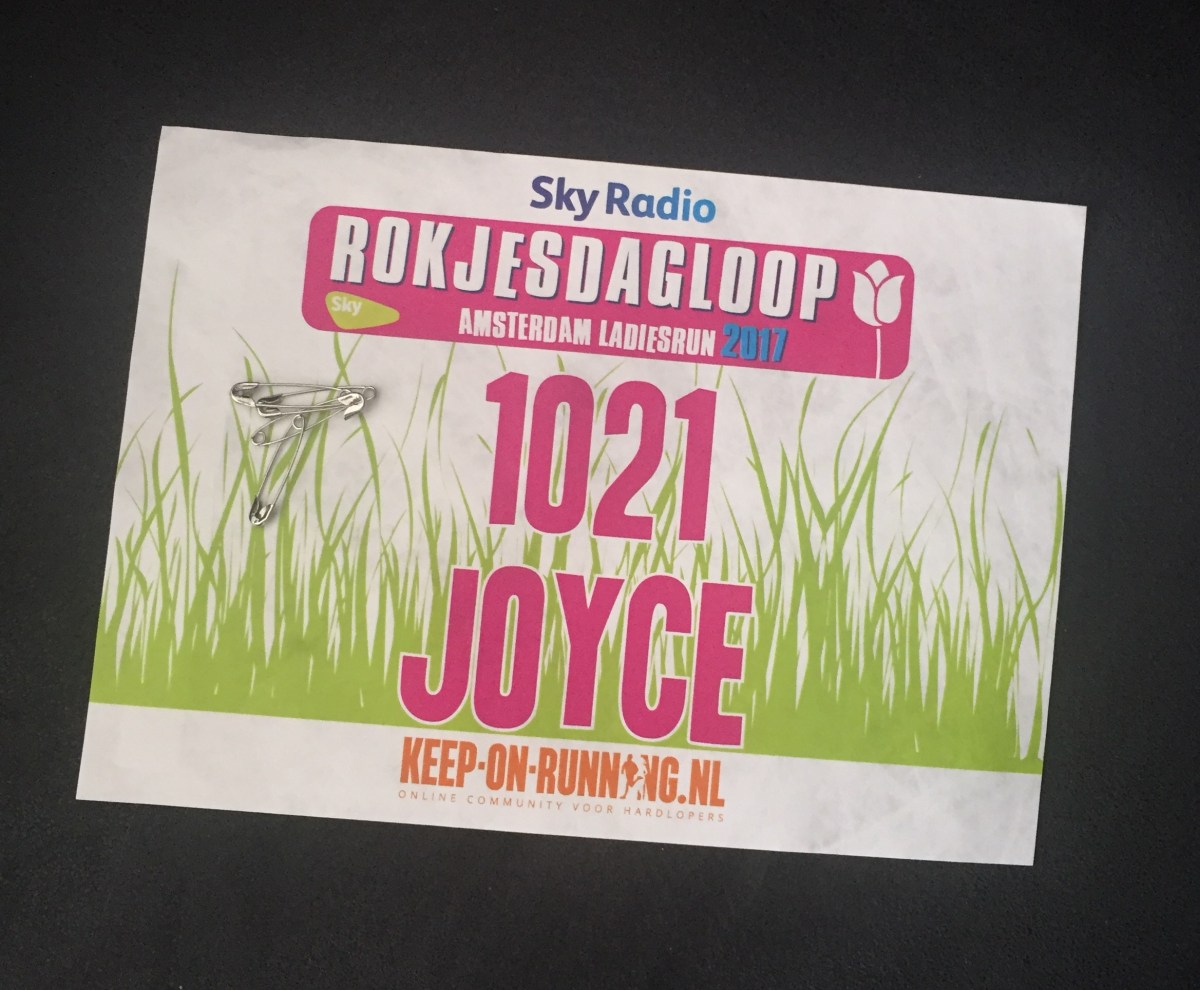 Sky Radio
ROKJESDAGLOOP
Sky
AMSTERDAM LADIESRUN 2017
1021
JOYCE
KEEP-ON-RUNNING.NL
ONLINE COMMUNITY VOOR HARDLOPERS